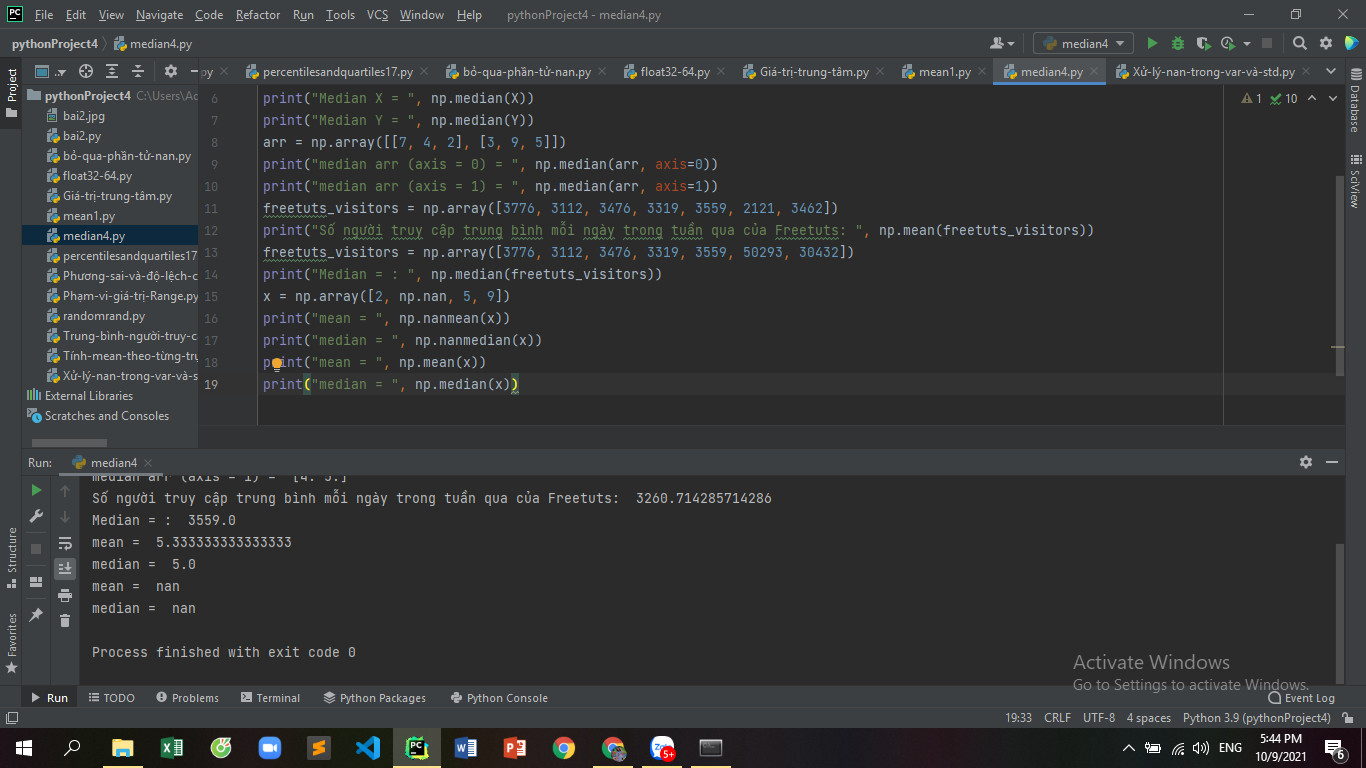 File Edit View Navigate Code Refactor Run Tools VCS Window Help pythonProject4 - median4.py
pythonProject4 median4.py median4
.py percentilesandquartiles17.py bỏ-qua-phần-tử-nan.py float32-64.py Giá-trị-trung-tâm.py mean1.py median4.py Xử-lý-nan-trong-var-và-std.py
Project
pythonProject4 C:\Users\Ad
bai2.jpg
bai2.py
bỏ-qua-phần-tử-nan.py
float32-64.py
Giá-trị-trung-tâm.py
mean1.py
median4.py
percentilesandquartiles17
Phương-sai-và-độ-lệch-c
Phạm-vi-giá-trị-Range.py
randomrand.py
Trung-bình-người-truy-c
Tính-mean-theo-từng-trụ
Xử-lý-nan-trong-var-và-s
External Libraries
Scratches and Consoles
1 10
6 print("Median X = ", np.median(X))
7 print("Median Y = ", np.median(Y))
8 arr = np.array([[7, 4, 2], [3, 9, 5]])
9 print("median arr (axis = 0) = ", np.median(arr, axis=0))
10 print("median arr (axis = 1) = ", np.median(arr, axis=1))
11 freetuts_visitors = np.array([3776, 3112, 3476, 3319, 3559, 2121, 3462])
12 print("Số người truy cập trung bình mỗi ngày trong tuần qua của Freetuts: ", np.mean(freetuts_visitors))
13 freetuts_visitors = np.array([3776, 3112, 3476, 3319, 3559, 50293, 30432])
14 print("Median = : ", np.median(freetuts_visitors))
15 x = np.array([2, np.nan, 5, 9])
16 print("mean = ", np.nanmean(x))
17 print("median = ", np.nanmedian(x))
18 print("mean = ", np.mean(x))
19 print("median = ", np.median(x))
Database
SciView
Run: median4
median arr (axis = 1) = [4. 5.]
Số người truy cập trung bình mỗi ngày trong tuần qua của Freetuts:  3260.714285714286
Median = :  3559.0
mean =  5.333333333333333
median =  5.0
mean =  nan
median =  nan
Process finished with exit code 0
Structure
Favorites
Activate Windows
Go to Settings to activate Windows.
Run TODO Problems Terminal Python Packages Python Console Event Log
19:33 CRLF UTF-8 4 spaces Python 3.9 (pythonProject4)
5+ ENG 5:44 PM
10/9/2021 6